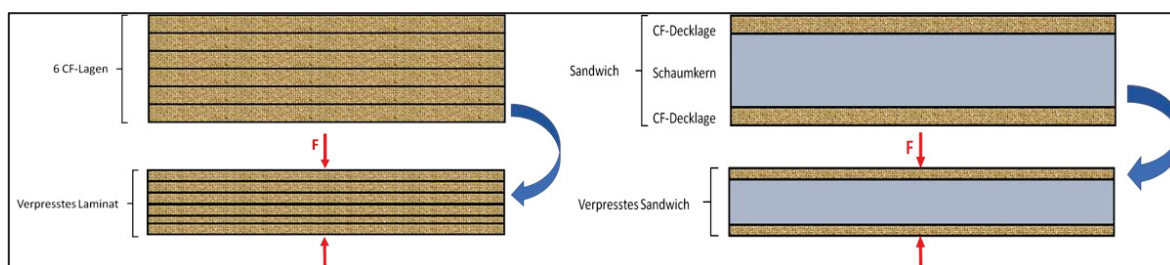 6 CF-Lagen
F
Verpresstes Laminat
Sandwich
CF-Decklage
Schaumkern
CF-Decklage
F
Verpresstes Sandwich